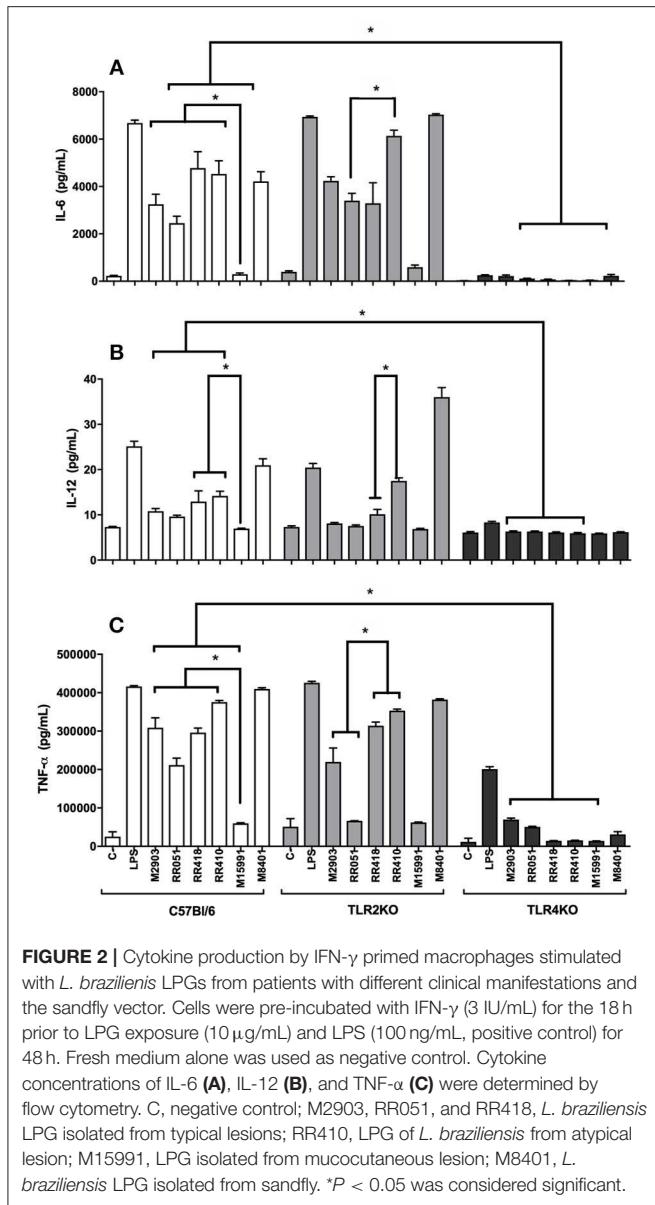 *
A
*
*
8000
6000
4000
2000
0
IL-6
(pg/mL)
*
B
*
*
40
30
20
10
0
IL-12
(pg/mL)
*
C
*
*
500000
400000
300000
200000
100000
0
TNF-α
(pg/mL)
C-
LPS
M2903
RR051
RR418
RR410
M15991
M8401
C-
LPS
M2903
RR051
RR418
RR410
M15991
M8401
C-
LPS
M2903
RR051
RR418
RR410
M15991
M8401
C57Bl/6
TLR2KO
TLR4KO
FIGURE 2 | Cytokine production by IFN-γ primed macrophages stimulated
with L. brazilienis LPGs from patients with different clinical manifestations and
the sandfly vector. Cells were pre-incubated with IFN-γ (3 IU/mL) for the 18 h
prior to LPG exposure (10 μg/mL) and LPS (100 ng/mL, positive control) for
48 h. Fresh medium alone was used as negative control. Cytokine
concentrations of IL-6 (A), IL-12 (B), and TNF-α (C) were determined by
flow cytometry. C, negative control; M2903, RR051, and RR418, L. braziliensis
LPG isolated from typical lesions; RR410, LPG of L. braziliensis from atypical
lesion; M15991, LPG isolated from mucocutaneous lesion; M8401, L.
braziliensis LPG isolated from sandfly. *P < 0.05 was considered significant.